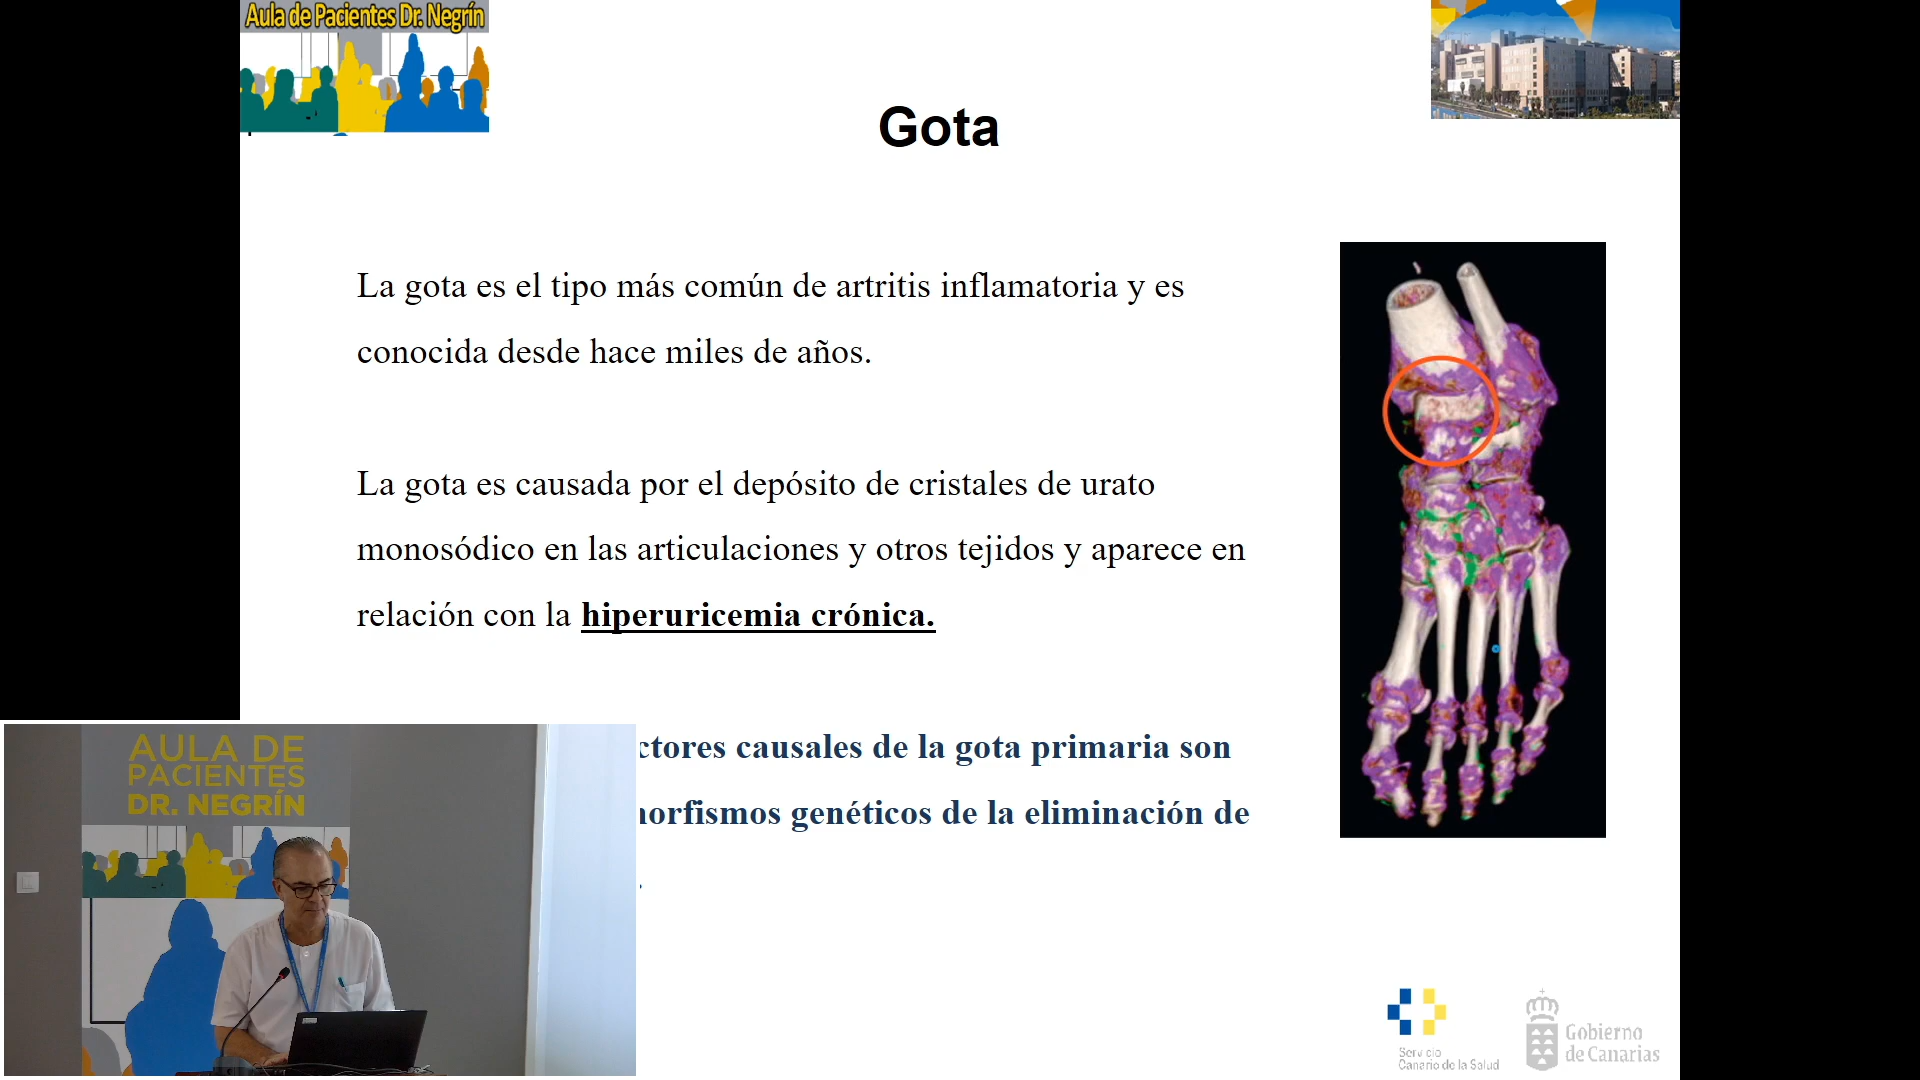 Aula de Pacientes Dr. Negrín
Gota
La gota es el tipo más común de artritis inflamatoria y es
conocida desde hace miles de años.
La gota es causada por el depósito de cristales de urato
monosódico en las articulaciones y otros tejidos y aparece en
relación con la hiperuricemia crónica.
ctores causales de la gota primaria son
norfismos genéticos de la eliminación de
.
AULA DE
PACIENTES
DR. NEGRÍN
Servicio
Canario de la Salud
Gobierno
de Canarias